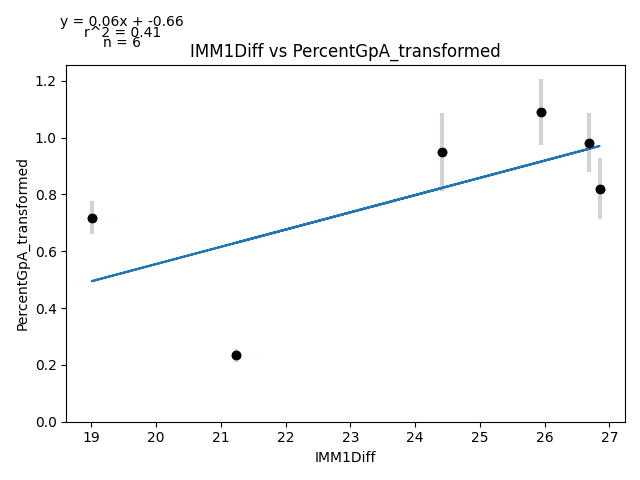 y = 0.06x + -0.66
r^2 = 0.41
n = 6
IMM1Diff vs PercentGpA_transformed
PercentGpA_transformed
1.2
1.0
0.8
0.6
0.4
0.2
0.0
19 20 21 22 23 24 25 26 27
IMM1Diff